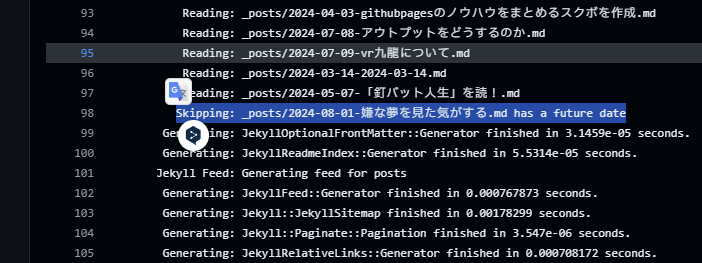 93 Reading: _posts/2024-04-03-githubpagesのノウハウをまとめるスクボを作成.md
94 Reading: _posts/2024-07-08-アウトプットをどうするのか.md
95 Reading: _posts/2024-07-09-vr九龍について.md
96 Reading: _posts/2024-03-14-2024-03-14.md
97 Reading: _posts/2024-05-07-「釘パット人生」を読！.md
98 Skipping: _posts/2024-08-01-嫌な夢を見た気がする.md has a future date
99 Generating: JekyllOptionalFrontMatter::Generator finished in 3.1459e-05 seconds.
100 Generating: JekyllReadmeIndex::Generator finished in 5.5314e-05 seconds.
101 Jekyll Feed: Generating feed for posts
102 Generating: JekyllFeed::Generator finished in 0.000767873 seconds.
103 Generating: Jekyll::JekyllSitemap finished in 0.00178299 seconds.
104 Generating: Jekyll::Paginate::Pagination finished in 3.547e-06 seconds.
105 Generating: JekyllRelativeLinks::Generator finished in 0.000708172 seconds.